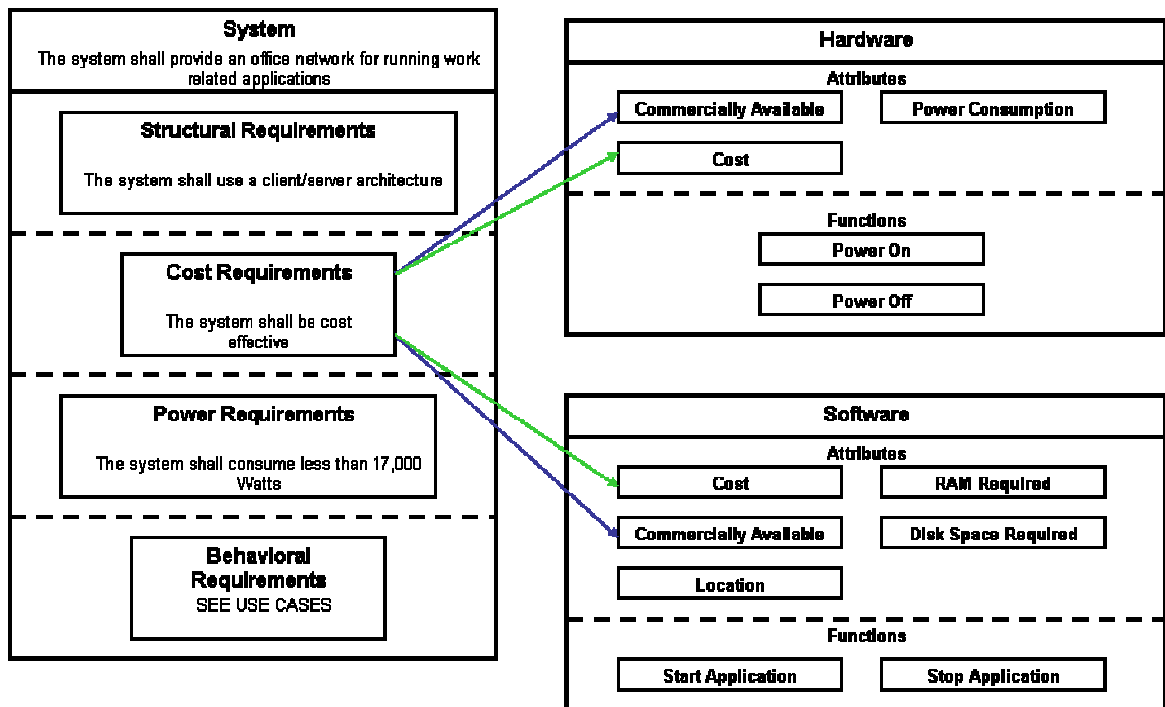 System
The system shall provide an office network for running work
related applications
Structural Requirements
The system shall use a client/server architecture
Cost Requirements
The system shall be cost
effective
Power Requirements
The system shall consume less than 17,000
Watts
Behavioral
Requirements
SEE USE CASES
Hardware
Attributes
Commercially Available
Power Consumption
Cost
Functions
Power On
Power Off
Software
Attributes
Cost
RAM Required
Commercially Available
Disk Space Required
Location
Functions
Start Application
Stop Application